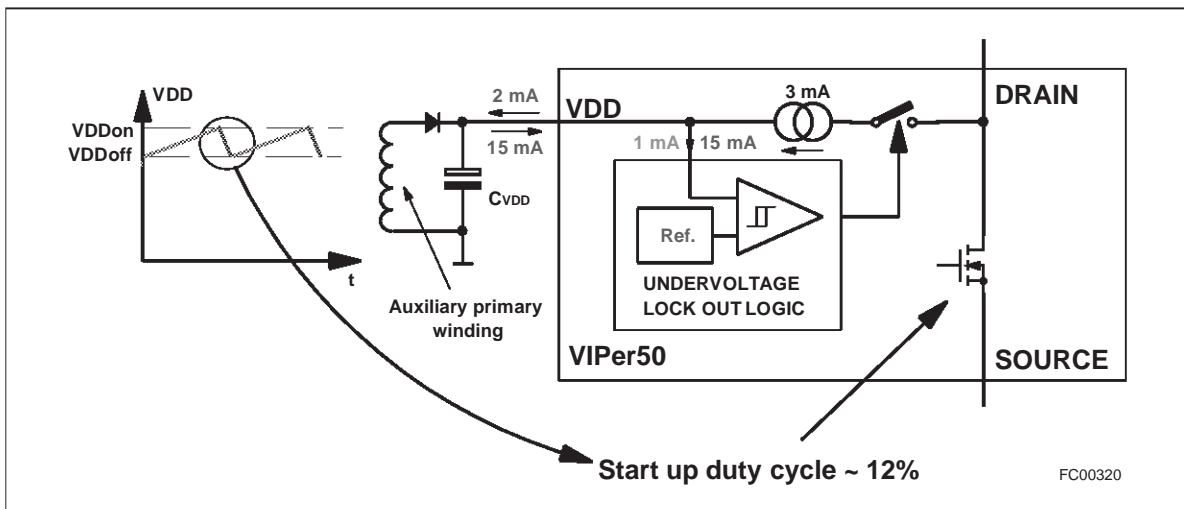 VDD
VDDon
VDDoff
t
2 mA
15 mA
CVDD
Auxiliary primary
winding
VDD
3 mA
DRAIN
1 mA
15 mA
Ref.
UNDERVOLTAGE
LOCK OUT LOGIC
VIPer50
SOURCE
Start up duty cycle ~ 12%
FC00320